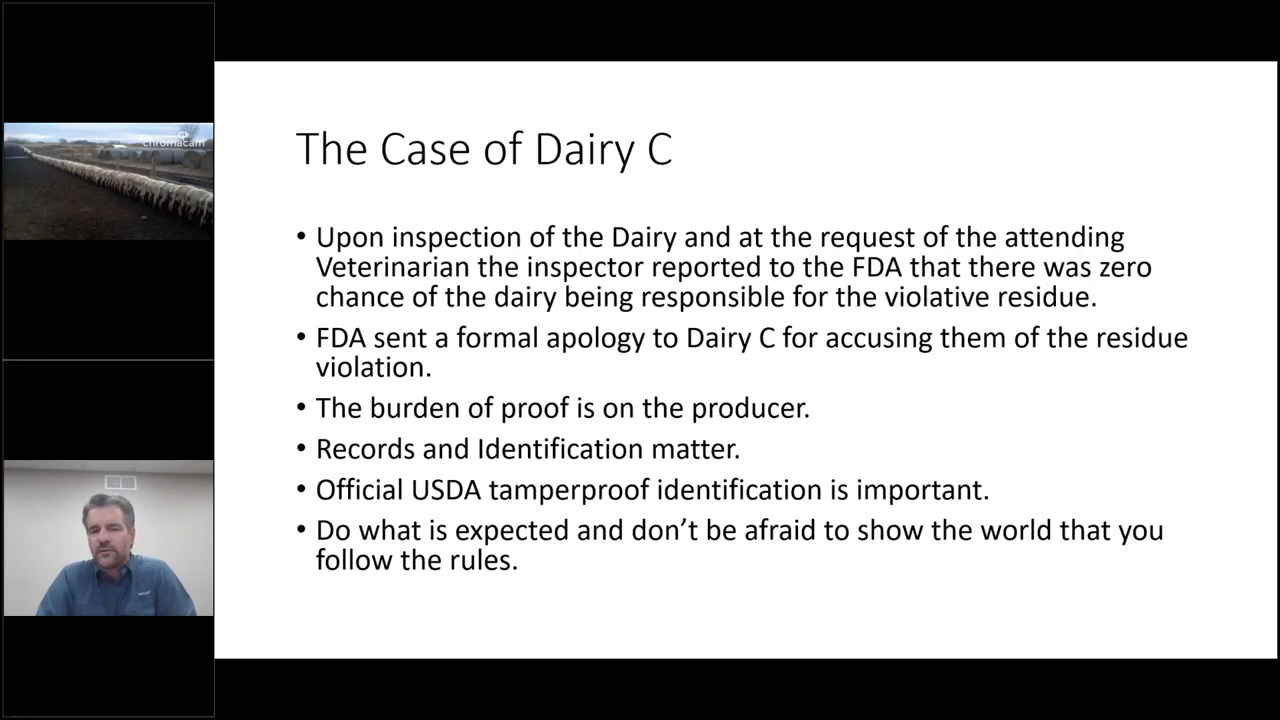 chromacam
The Case of Dairy C
• Upon inspection of the Dairy and at the request of the attending
Veterinarian the inspector reported to the FDA that there was zero
chance of the dairy being responsible for the violative residue.
• FDA sent a formal apology to Dairy C for accusing them of the residue
violation.
• The burden of proof is on the producer.
• Records and Identification matter.
• Official USDA tamperproof identification is important.
• Do what is expected and don’t be afraid to show the world that you
follow the rules.